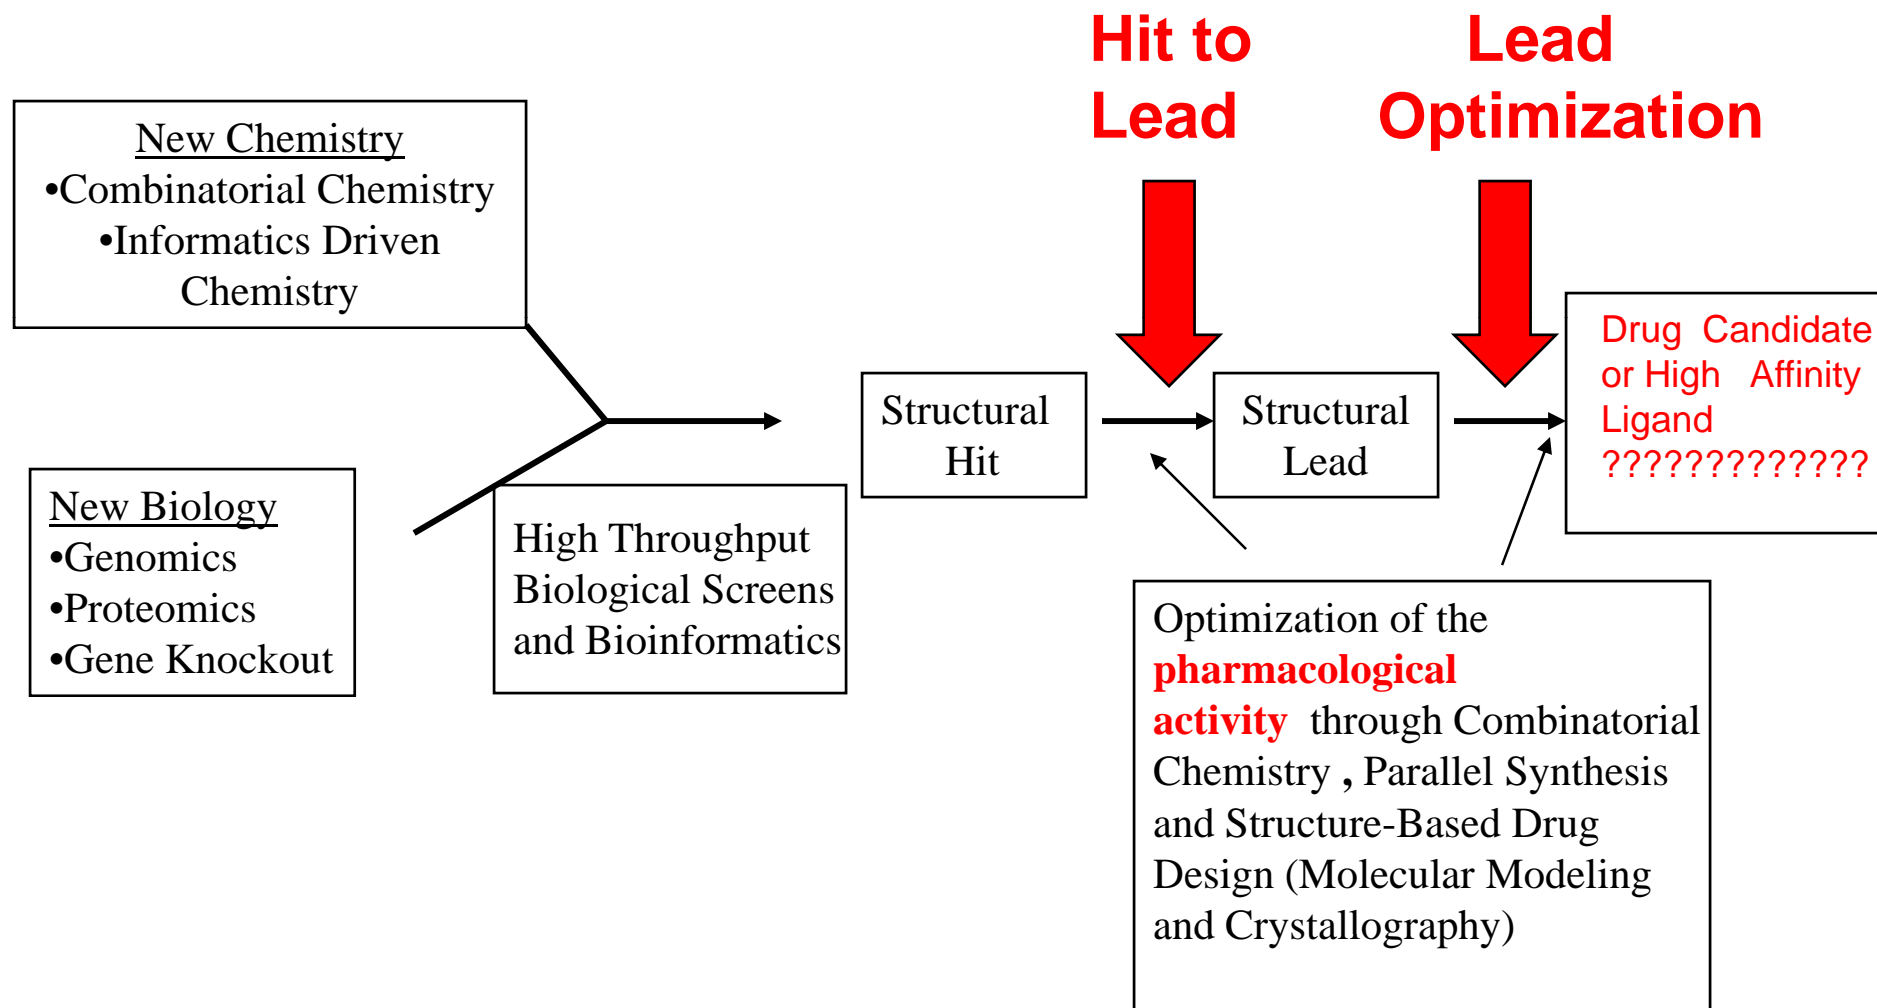 Hit to
Lead
Lead
Optimization
New Chemistry
•Combinatorial Chemistry
•Informatics Driven
Chemistry
New Biology
•Genomics
•Proteomics
•Gene Knockout
High Throughput
Biological Screens
and Bioinformatics
Structural
Hit
Structural
Lead
Drug Candidate
or High Affinity
Ligand
?????????????
Optimization of the
pharmacological
activity through Combinatorial
Chemistry , Parallel Synthesis
and Structure-Based Drug
Design (Molecular Modeling
and Crystallography)